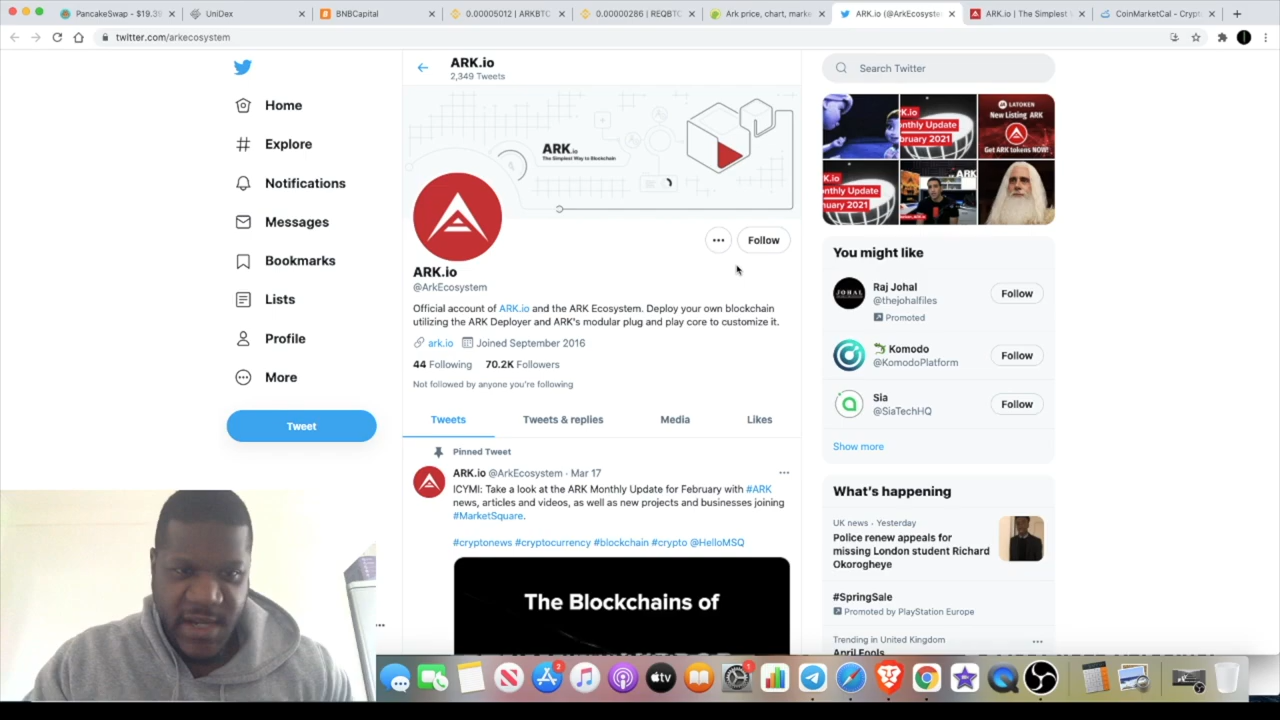 PancakeSwap - $19.3
UniDex
BNBCapital
0.00005012 | ARKBTC
0.00000286 | REQBTC
Ark price, chart, marke
ARK.io (@ArkEcosyste
ARK.io | The Simplest
CoinMarketCal - Crypt
twitter.com/arkecosystem
Home
Explore
Notifications
Messages
Bookmarks
Lists
Profile
More
Tweet
ARK.io
2,349 Tweets
ARK.io
The Simplest Way to Blockchain
Follow
ARK.io
@ArkEcosystem
Official account of ARK.io and the ARK Ecosystem. Deploy your own blockchain
utilizing the ARK Deployer and ARK's modular plug and play core to customize it.
ark.io Joined September 2016
44 Following 70.2K Followers
Not followed by anyone you're following
Tweets Tweets & replies Media Likes
Pinned Tweet
ARK.io @ArkEcosystem · Mar 17
ICYMI: Take a look at the ARK Monthly Update for February with #ARK
news, articles and videos, as well as new projects and businesses joining
#MarketSquare.
#cryptonews #cryptocurrency #blockchain #crypto @HelloMSQ
The Blockchains of
Search Twitter
K.io
nthly Update
bruary 2021
LATOKEN
New Listing ARK
Get ARK tokens NOW!
K.io
nthly Update
nuary 2021
ARK
You might like
JOHAL
Raj Johal
@thejohalfiles
Promoted
Follow
Komodo
@KomodoPlatform
Follow
Sia
@SiaTechHQ
Follow
Show more
What's happening
UK news · Yesterday
Police renew appeals for
missing London student Richard
Okorogheye
#SpringSale
Promoted by PlayStation Europe
Trending in United Kingdom
April Fools
2
tv
1